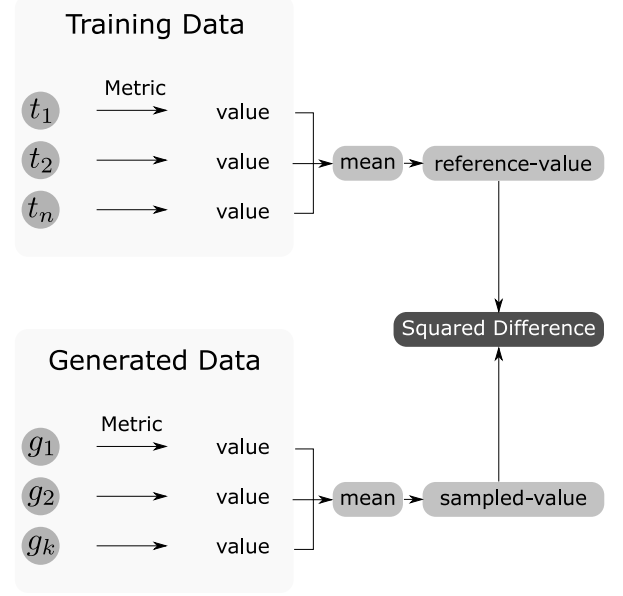 Training Data
Metric
t₁ value
t₂ value mean reference-value
tₙ value
Squared Difference
Generated Data
Metric
g₁ value
g₂ value mean sampled-value
gₖ value